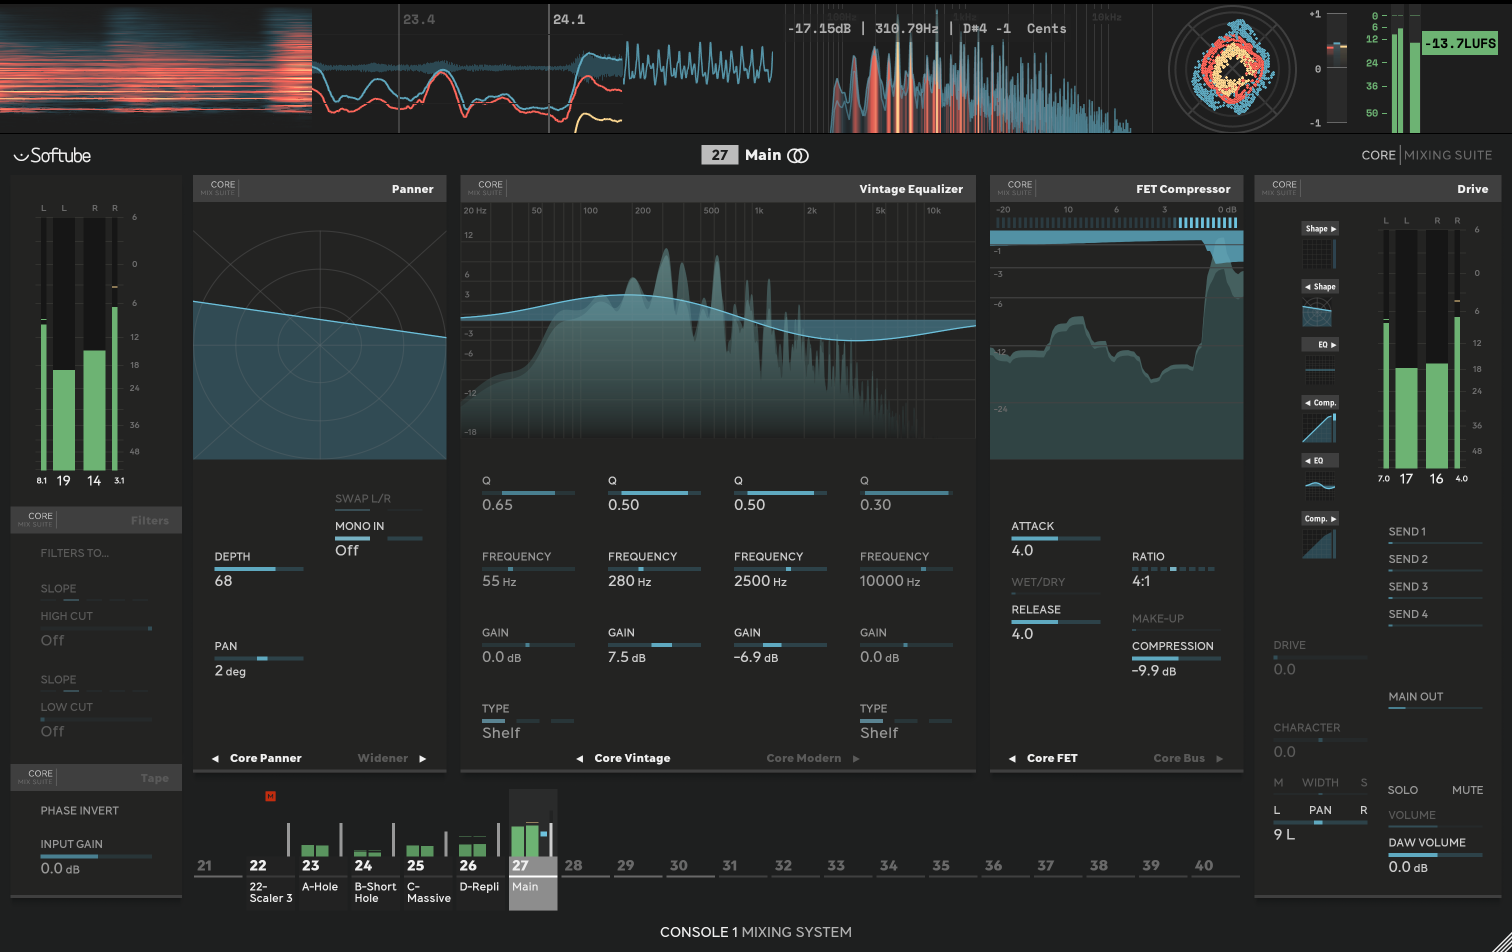 23.4
24.1
-17.15dB | 310.79Hz | D#4 -1 Cents
100Hz
1kHz
10kHz
+1
0
-1
0
6
12
24
36
50
-13.7LUFS
Softube
27 Main
CORE MIXING SUITE
L L R R
6
0
6
12
18
24
36
48
8.1 19 14 3.1
CORE
MIX SUITE
Filters
FILTERS TO...
SLOPE
HIGH CUT
Off
SLOPE
LOW CUT
Off
CORE
MIX SUITE
Tape
PHASE INVERT
INPUT GAIN
0.0 dB
CORE
MIX SUITE
Panner
SWAP L/R
MONO IN
Off
DEPTH
68
PAN
2 deg
◀ Core Panner Widener ▶
CORE
MIX SUITE
Vintage Equalizer
20 Hz 50 100 200 500 1k 2k 5k 10k
12
6
3
-3
-6
-12
-18
Q Q Q Q
0.65 0.50 0.50 0.30
FREQUENCY FREQUENCY FREQUENCY FREQUENCY
55 Hz 280 Hz 2500 Hz 10000 Hz
GAIN GAIN GAIN GAIN
0.0 dB 7.5 dB -6.9 dB 0.0 dB
TYPE TYPE
Shelf Shelf
◀ Core Vintage Core Modern ▶
CORE
MIX SUITE
FET Compressor
-20 10 6 3 0 dB
-1
-3
-6
-12
-24
ATTACK
4.0
WET/DRY
RELEASE
4.0
RATIO
4:1
MAKE-UP
COMPRESSION
-9.9 dB
◀ Core FET Core Bus ▶
CORE
MIX SUITE
Drive
Shape ▶
◀ Shape
EQ ▶
◀ Comp.
◀ EQ
Comp. ▶
L L R R
6
0
6
12
18
24
36
48
7.0 17 16 4.0
SEND 1
SEND 2
SEND 3
SEND 4
DRIVE
0.0
MAIN OUT
CHARACTER
0.0
M WIDTH S
L PAN R
9 L
SOLO MUTE
VOLUME
DAW VOLUME
0.0 dB
M
21 22 23 24 25 26 27 28 29 30 31 32 33 34 35 36 37 38 39 40
22-
Scaler 3
A-Hole
B-Short
Hole
C-
Massive
D-Repli
Main
CONSOLE 1 MIXING SYSTEM